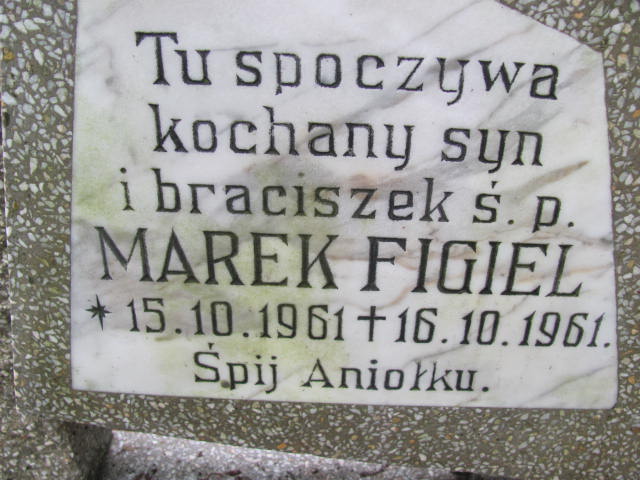 Tu spoczywa
kochany syn
i braciszek ś. p.
MAREK FIGIEL
* 15.10.1961 + 16.10.1961.
Śpij Aniołku.